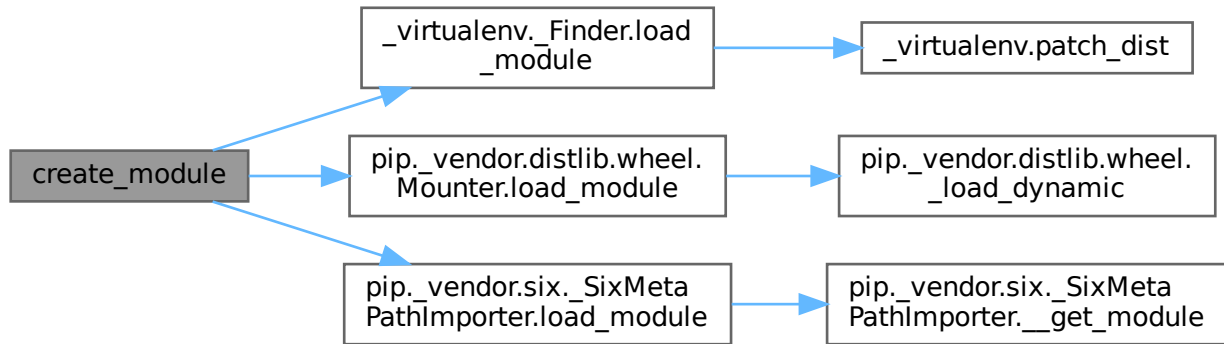 create_module
_virtualenv._Finder.load
_module
_virtualenv.patch_dist
pip._vendor.distlib.wheel.
Mounter.load_module
pip._vendor.distlib.wheel.
_load_dynamic
pip._vendor.six._SixMeta
PathImporter.load_module
pip._vendor.six._SixMeta
PathImporter.__get_module